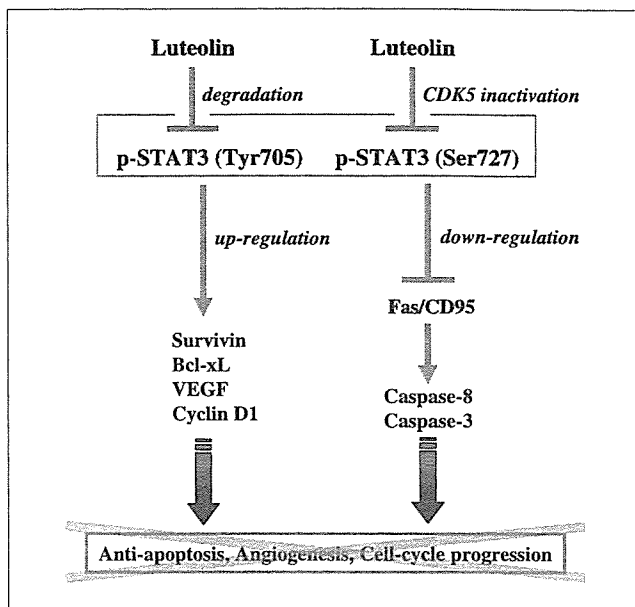 Luteolin Luteolin
degradation CDK5 inactivation
p-STAT3 (Tyr705) p-STAT3 (Ser727)
up-regulation down-regulation
Fas/CD95
Survivin
Bcl-xL
VEGF
Cyclin D1
Caspase-8
Caspase-3
Anti-apoptosis, Angiogenesis, Cell-cycle progression